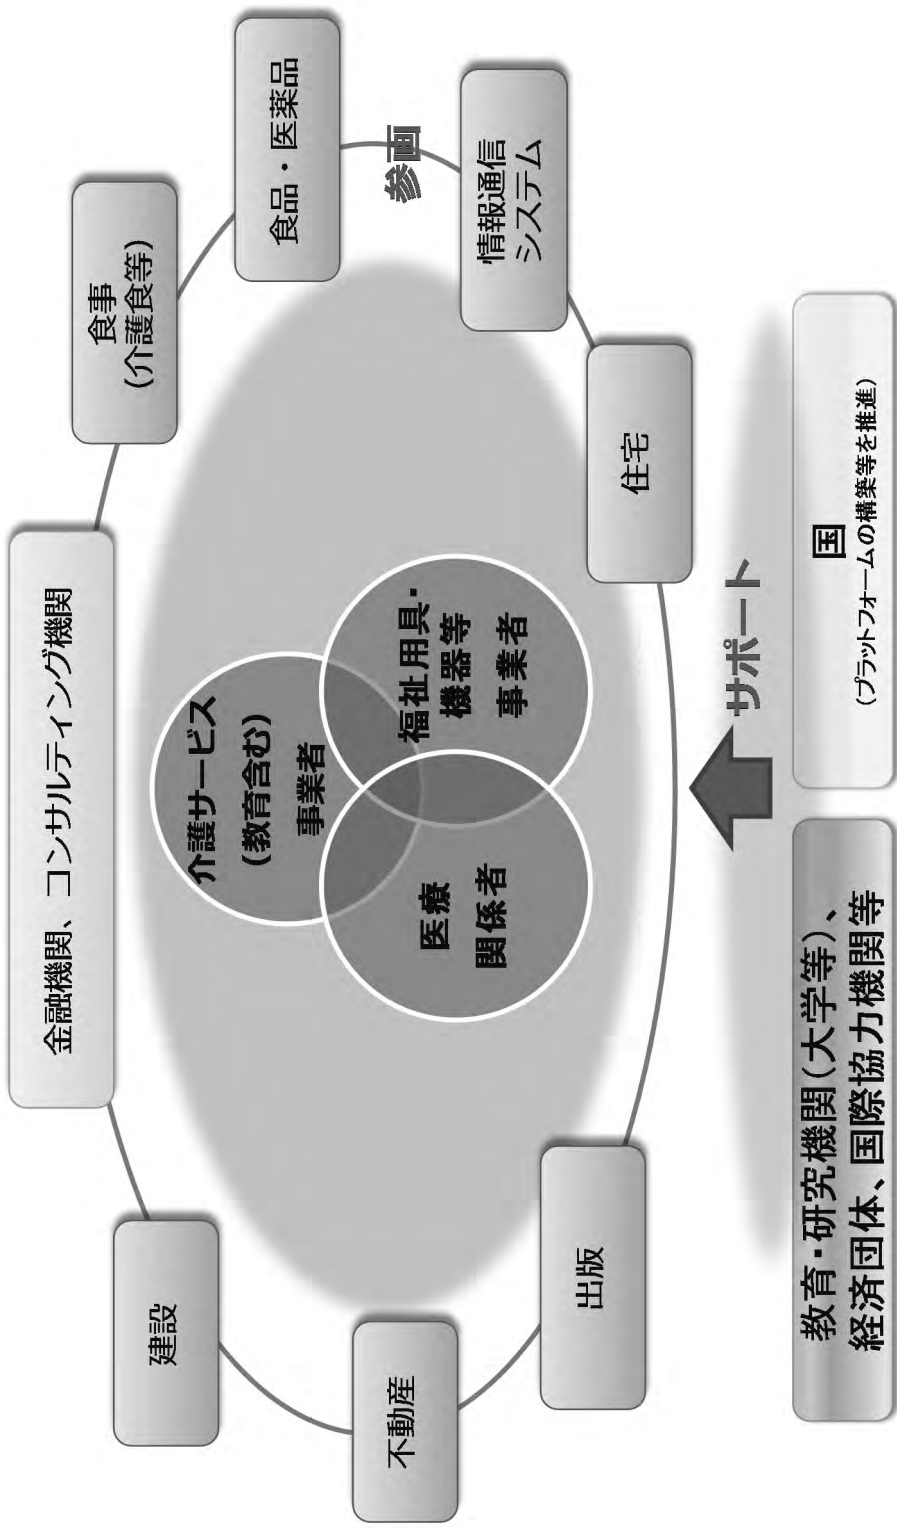 金融機関、コンサルティング機関
建設
食事
(介護食等)
不動産
食品・医薬品
参画
介護サービス
(教育含む)
事業者
医療
関係者
福祉用具・
機器等
事業者
情報通信
システム
出版
住宅
サポート
教育・研究機関(大学等)、
経済団体、国際協力機関等
国
(プラットフォームの構築等を推進)